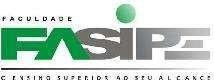 FACULDADE
FASIPE
O ENSINO SUPERIOR AO SEU ALCANCE